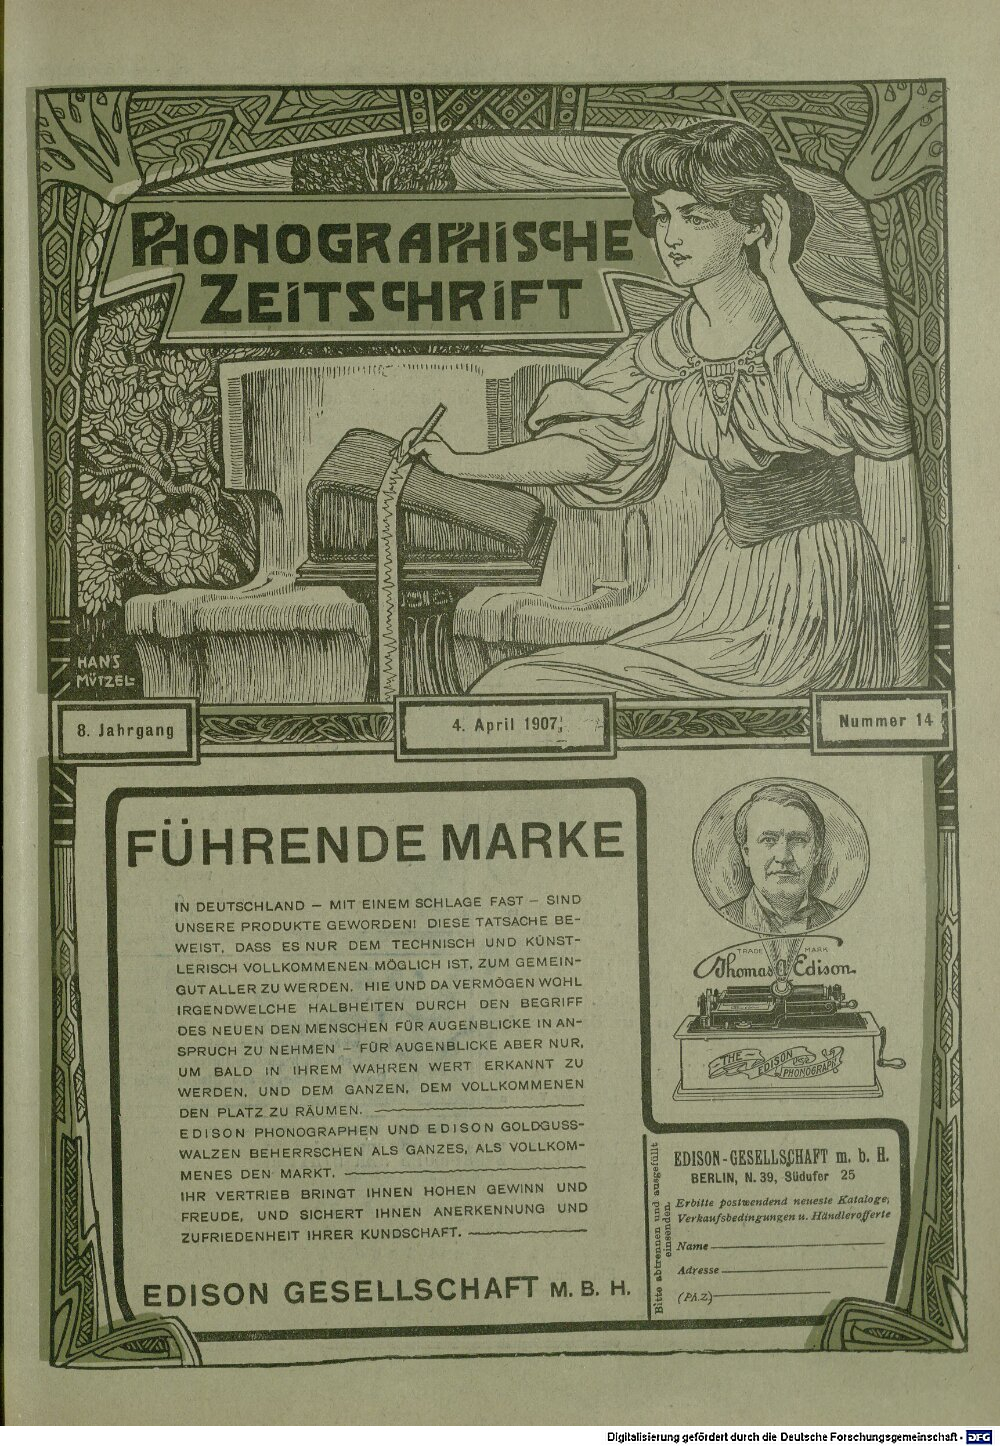 PHONOGRAPHISCHE
ZEITSCHRIFT
HANS
MÜTZEL
8. Jahrgang
4. April 1907
Nummer 14
FÜHRENDE MARKE
IN DEUTSCHLAND – MIT EINEM SCHLAGE FAST – SIND
UNSERE PRODUKTE GEWORDEN! DIESE TATSACHE BE-
WEIST, DASS ES NUR DEM TECHNISCH UND KÜNST-
LERISCH VOLLKOMMENEN MÖGLICH IST, ZUM GEMEIN-
GUT ALLER ZU WERDEN. HIE UND DA VERMÖGEN WOHL
IRGENDWELCHE HALBHEITEN DURCH DEN BEGRIFF
DES NEUEN DEN MENSCHEN FÜR AUGENBLICKE IN AN-
SPRUCH ZU NEHMEN – FÜR AUGENBLICKE ABER NUR,
UM BALD IN IHREM WAHREN WERT ERKANNT ZU
WERDEN, UND DEM GANZEN, DEM VOLLKOMMENEN
DEN PLATZ ZU RÄUMEN.
EDISON PHONOGRAPHEN UND EDISON GOLDGUSS-
WALZEN BEHERRSCHEN ALS GANZES, ALS VOLLKOM-
MENES DEN MARKT.
IHR VERTRIEB BRINGT IHNEN HOHEN GEWINN UND
FREUDE, UND SICHERT IHNEN ANERKENNUNG UND
ZUFRIEDENHEIT IHRER KUNDSCHAFT.
EDISON GESELLSCHAFT M. B. H.
TRADE MARK
Thomas A Edison
THE EDISON PHONOGRAPH
Bitte abtrennen und ausgefüllt
einsenden.
EDISON-GESELLSCHAFT m. b. H.
BERLIN, N. 39, Südufer 25
Erbitte postwendend neueste Kataloge,
Verkaufsbedingungen u. Händlerofferte
Name
Adresse
(PH. Z.)
Digitalisierung gefördert durch die Deutsche Forschungsgemeinschaft - DFG